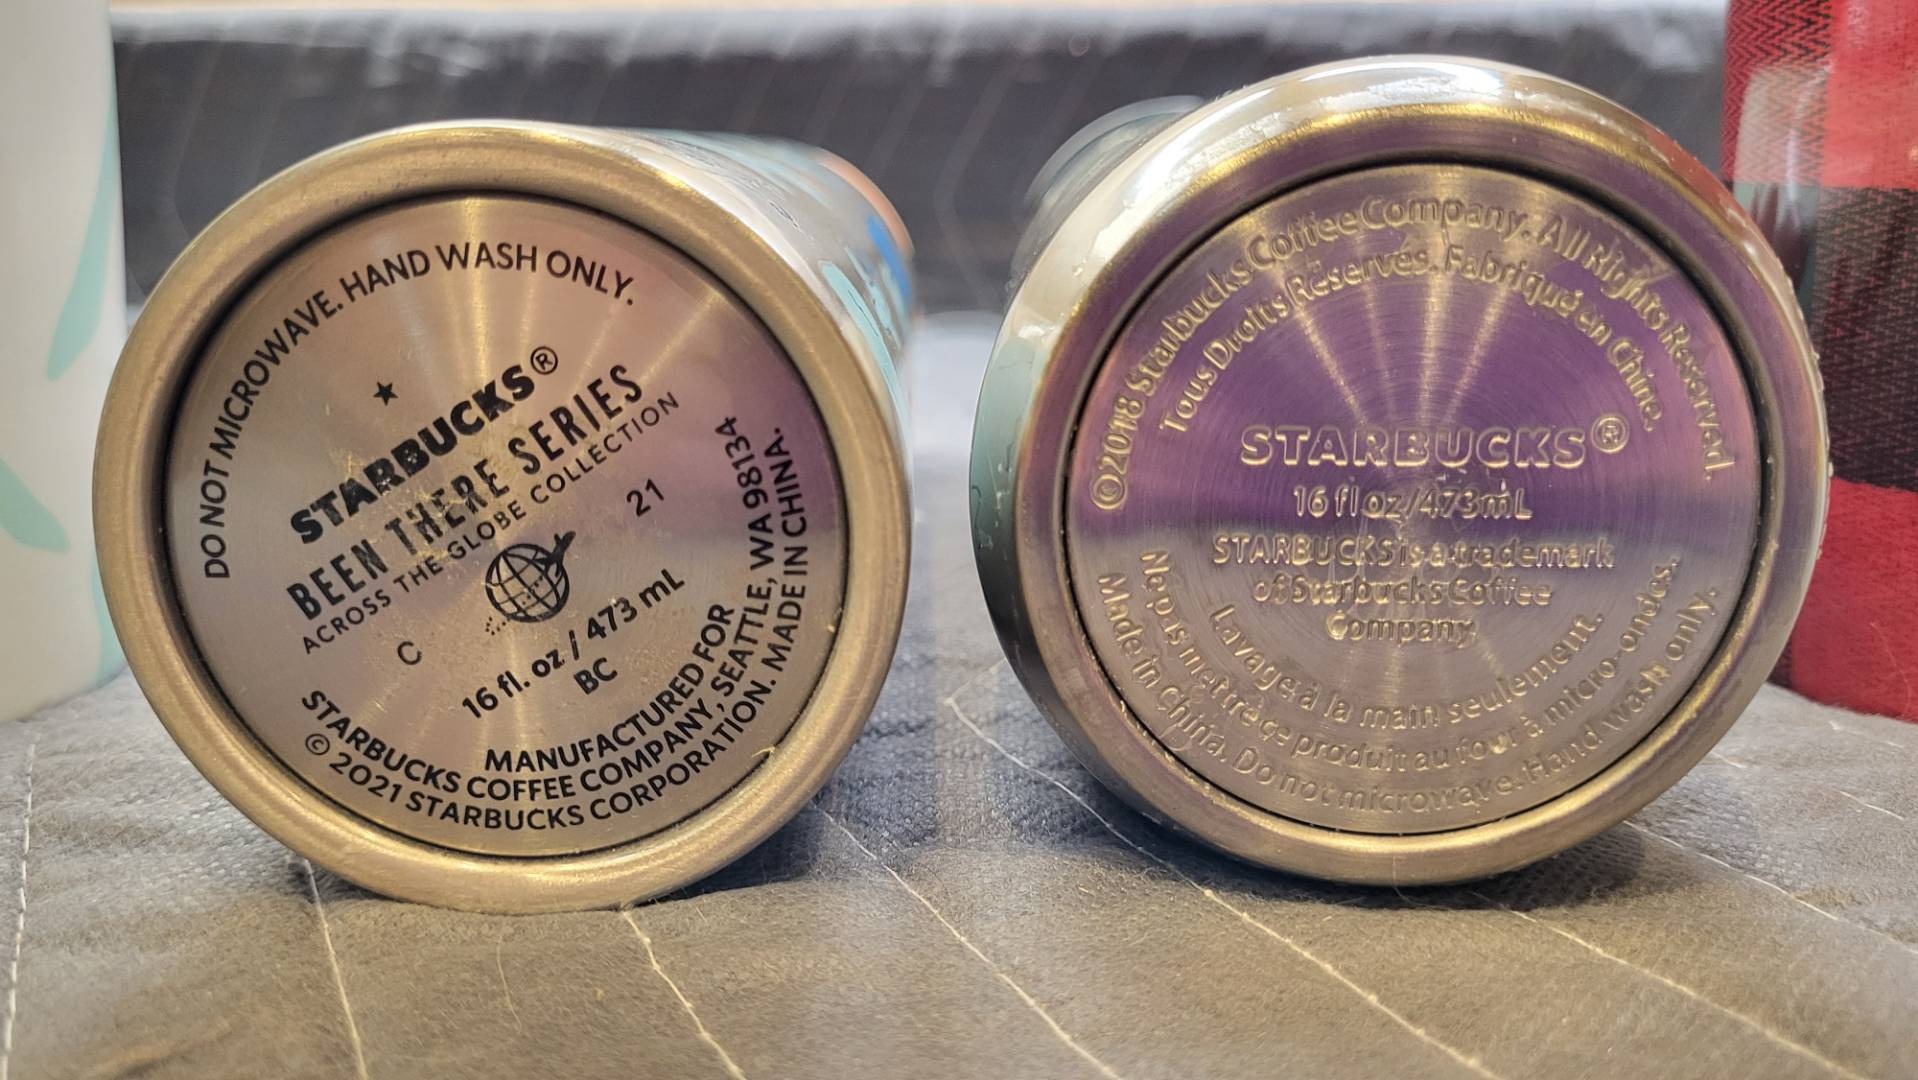 DO NOT MICROWAVE. HAND WASH ONLY.
STARBUCKS®
BEEN THERE SERIES
ACROSS THE GLOBE COLLECTION
C
21
16 fl. oz / 473 mL
BC
MANUFACTURED FOR
STARBUCKS COFFEE COMPANY, SEATTLE, WA 98134
© 2021 STARBUCKS CORPORATION. MADE IN CHINA.
©2018 Starbucks Coffee Company. All Rights Reserved.
Tous Droits Réservés. Fabriqué en Chine.
STARBUCKS®
16 fl oz/473mL
STARBUCKS is a trademark
of Starbucks Coffee
Company.
Lavage à la main seulement.
Ne pas mettre ce produit au four à micro-ondes.
Made in China. Do not microwave. Hand wash only.